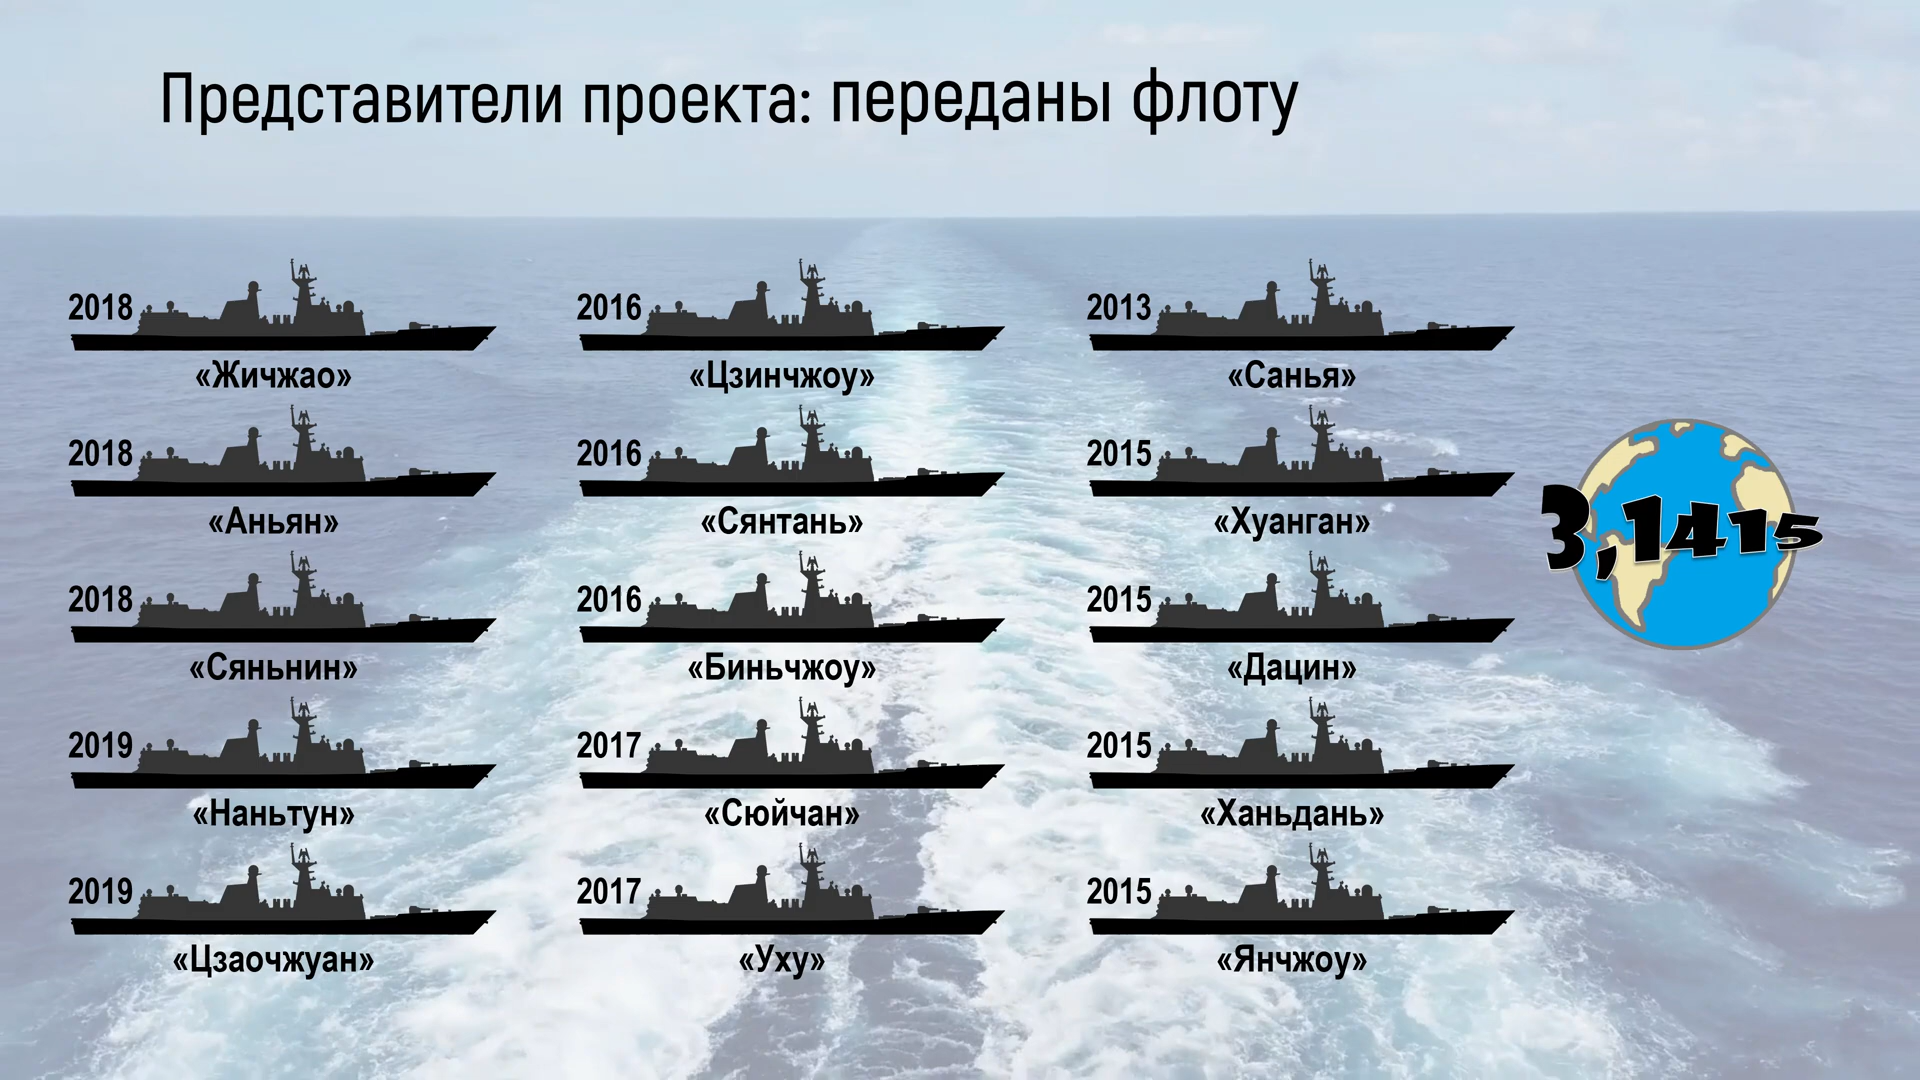 Представители проекта: переданы флоту
2018
«Жичжао»
2018
«Аньян»
2018
«Сяньнин»
2019
«Наньтун»
2019
«Цзаочжуан»
2016
«Цзинчжоу»
2016
«Сянтань»
2016
«Биньчжоу»
2017
«Сюйчан»
2017
«Уху»
2013
«Санья»
2015
«Хуанган»
2015
«Дацин»
2015
«Ханьдань»
2015
«Янчжоу»
3,1415